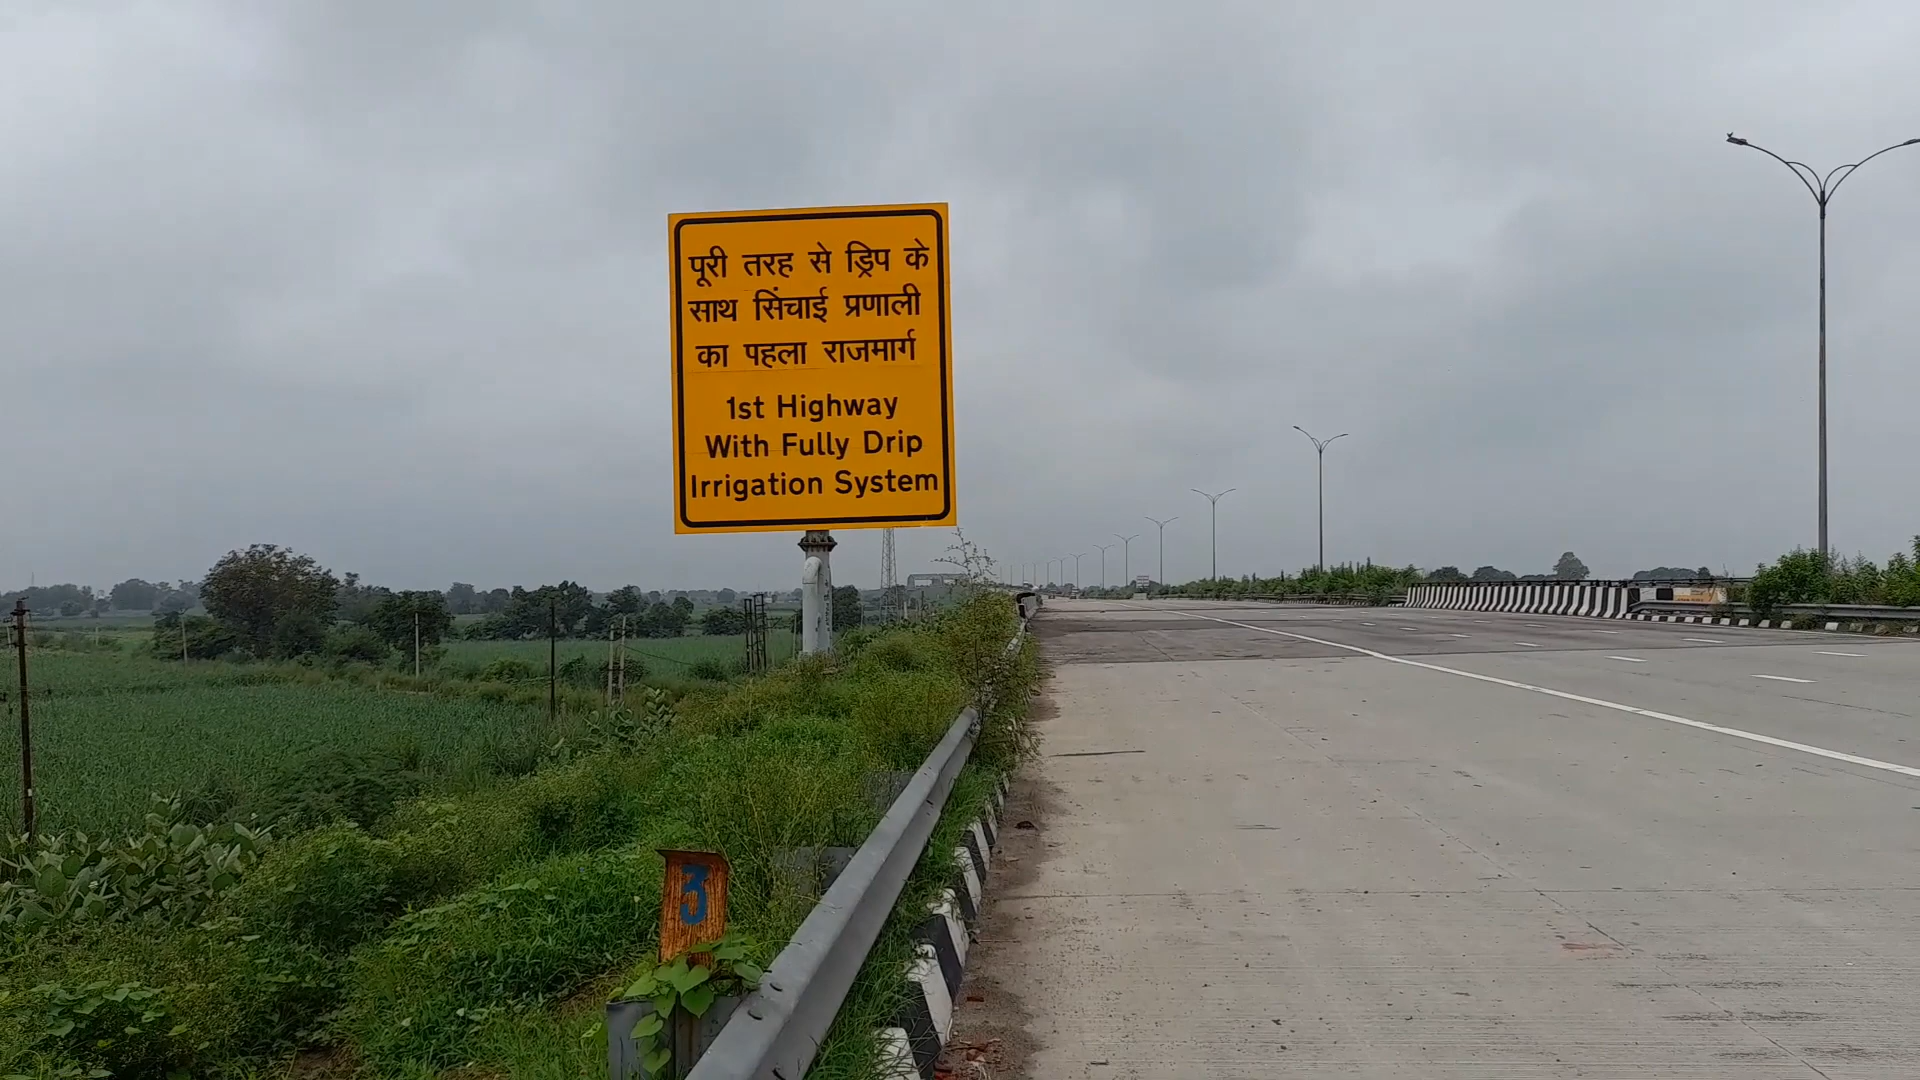 पूरी तरह से ड्रिप के
साथ सिंचाई प्रणाली
का पहला राजमार्ग
1st Highway
With Fully Drip
Irrigation System
3